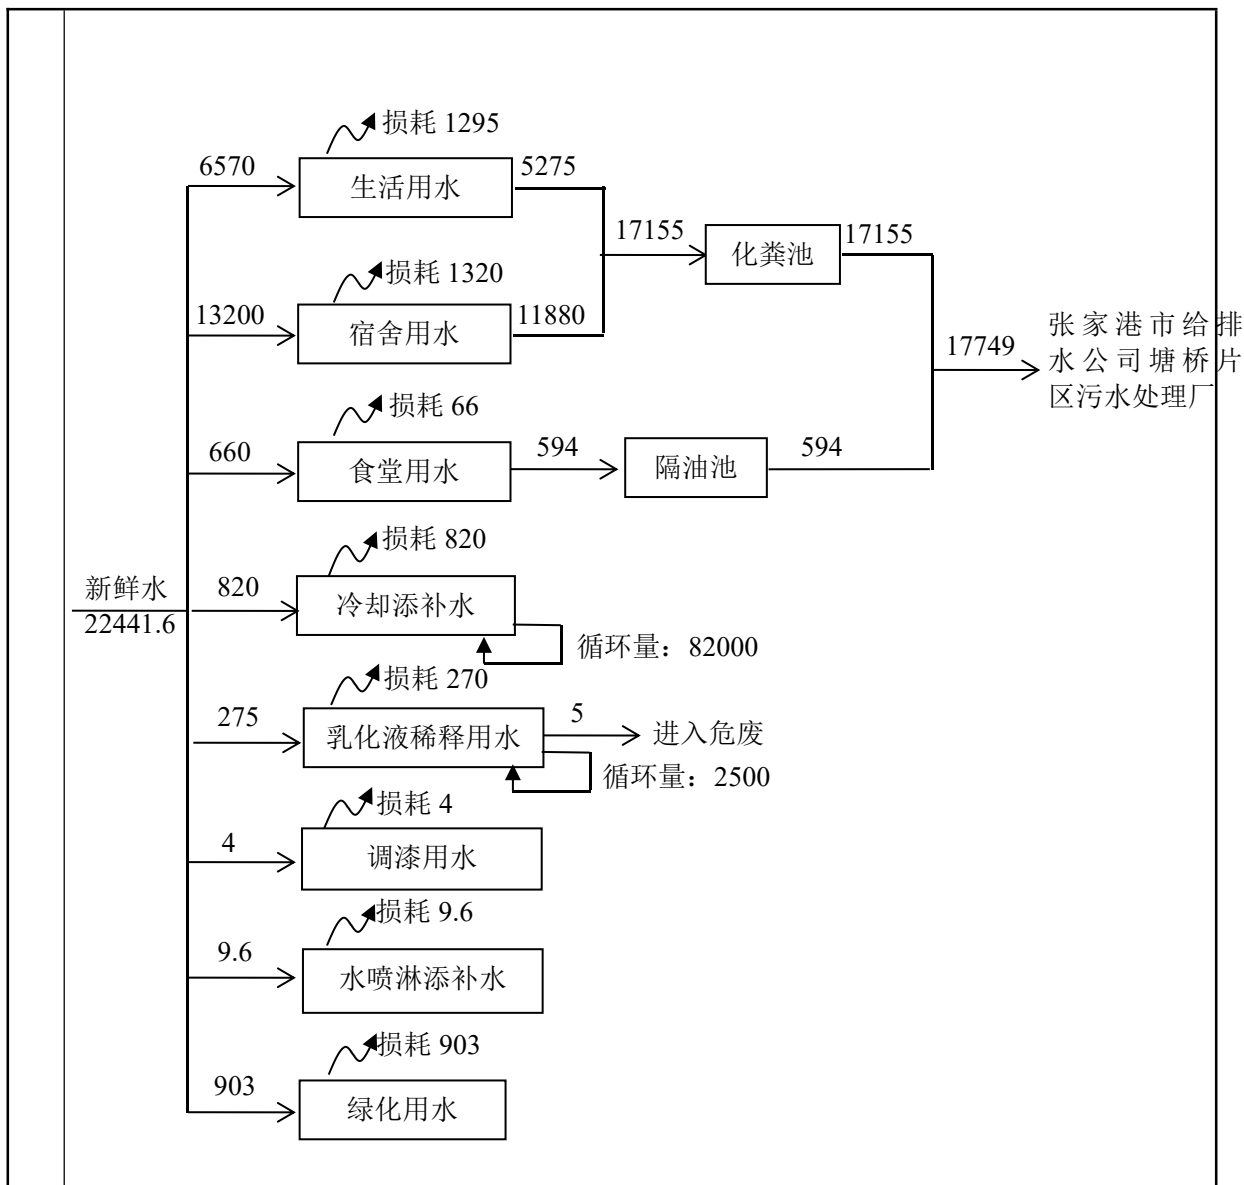 损耗 1295
6570
生活用水
5275
17155
化粪池
17155
损耗 1320
13200
宿舍用水
11880
17749
张家港市给排
水公司塘桥片
区污水处理厂
损耗 66
660
食堂用水
594
隔油池
594
损耗 820
新鲜水
22441.6
820
冷却添补水
循环量：82000
损耗 270
275
乳化液稀释用水
5
进入危废
循环量：2500
损耗 4
4
调漆用水
损耗 9.6
9.6
水喷淋添补水
损耗 903
903
绿化用水